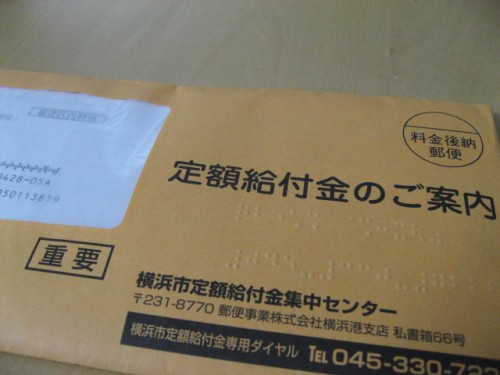 料金後納
郵便
定額給付金のご案内
重要
横浜市定額給付金集中センター
〒231-8770 郵便事業株式会社横浜港支店 私書箱66号
横浜市定額給付金専用ダイヤル TEL 045-330-722